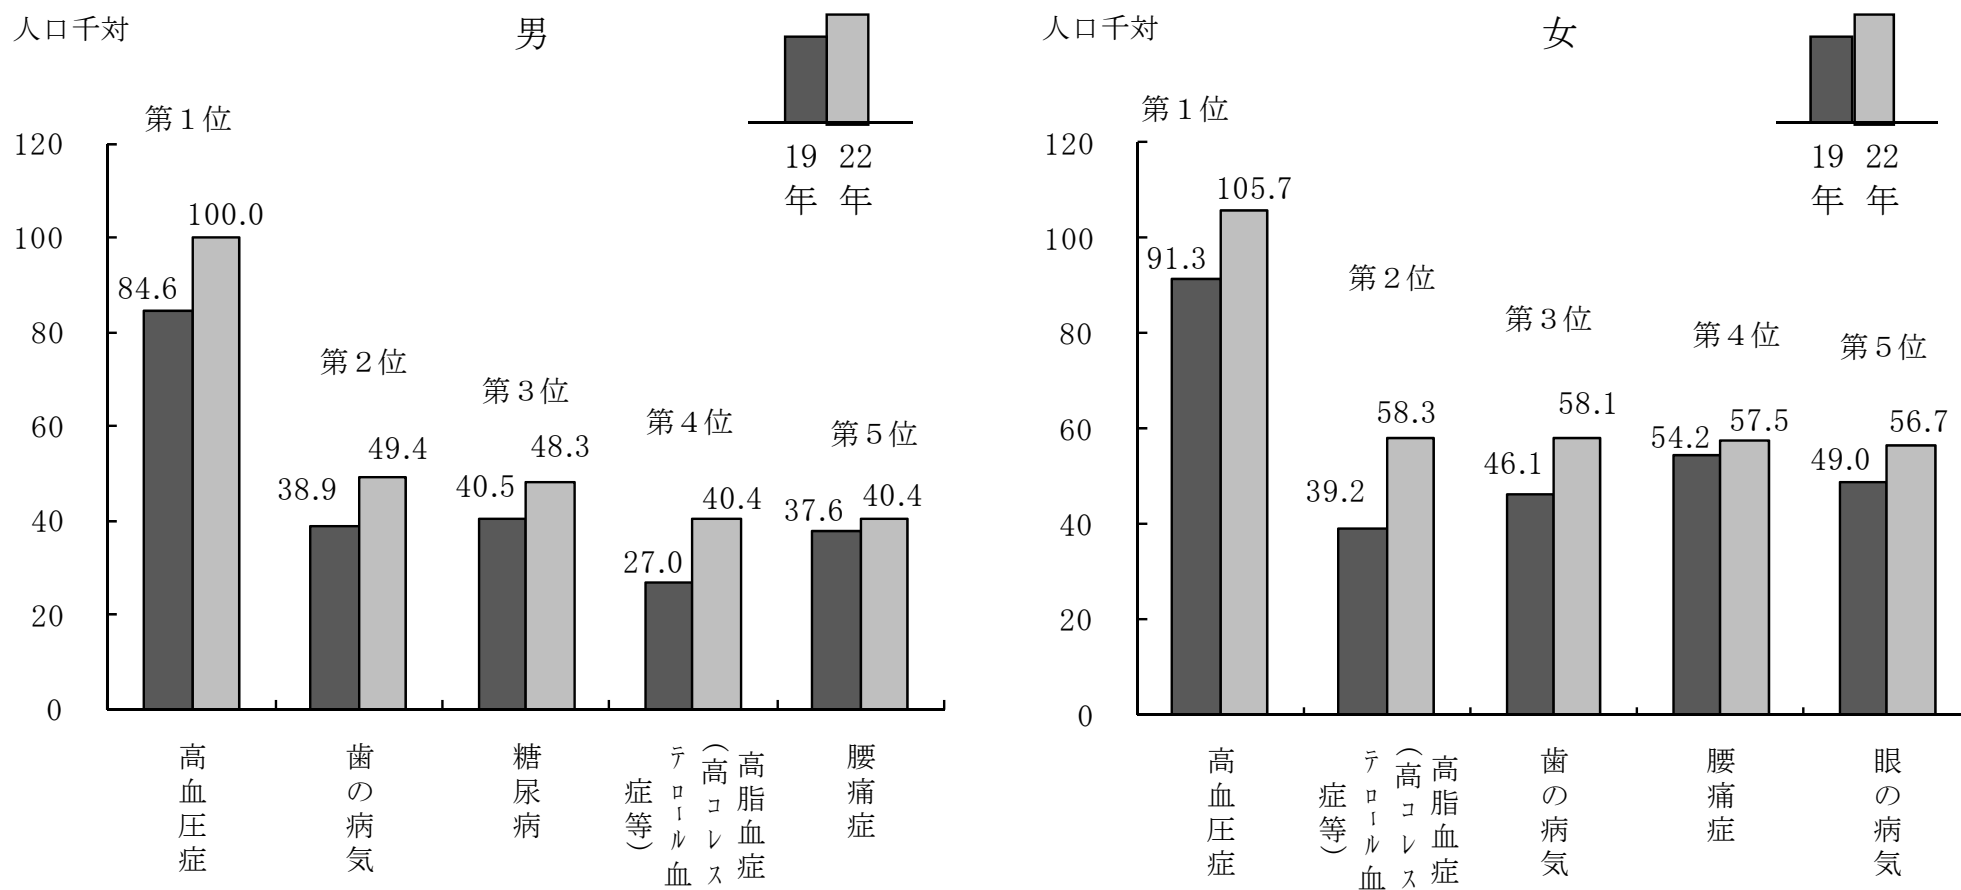 人口千対
男
19年
22年
第１位
第２位
第３位
第４位
第５位
120
100
80
60
40
20
0
84.6
100.0
38.9
49.4
40.5
48.3
27.0
40.4
37.6
40.4
高血圧症
歯の病気
糖尿病
高脂血症
（高コレス
テロール血
症等）
腰痛症
人口千対
女
19年
22年
第１位
第２位
第３位
第４位
第５位
120
100
80
60
40
20
0
91.3
105.7
39.2
58.3
46.1
58.1
54.2
57.5
49.0
56.7
高血圧症
高脂血症
（高コレス
テロール血
症等）
歯の病気
腰痛症
眼の病気